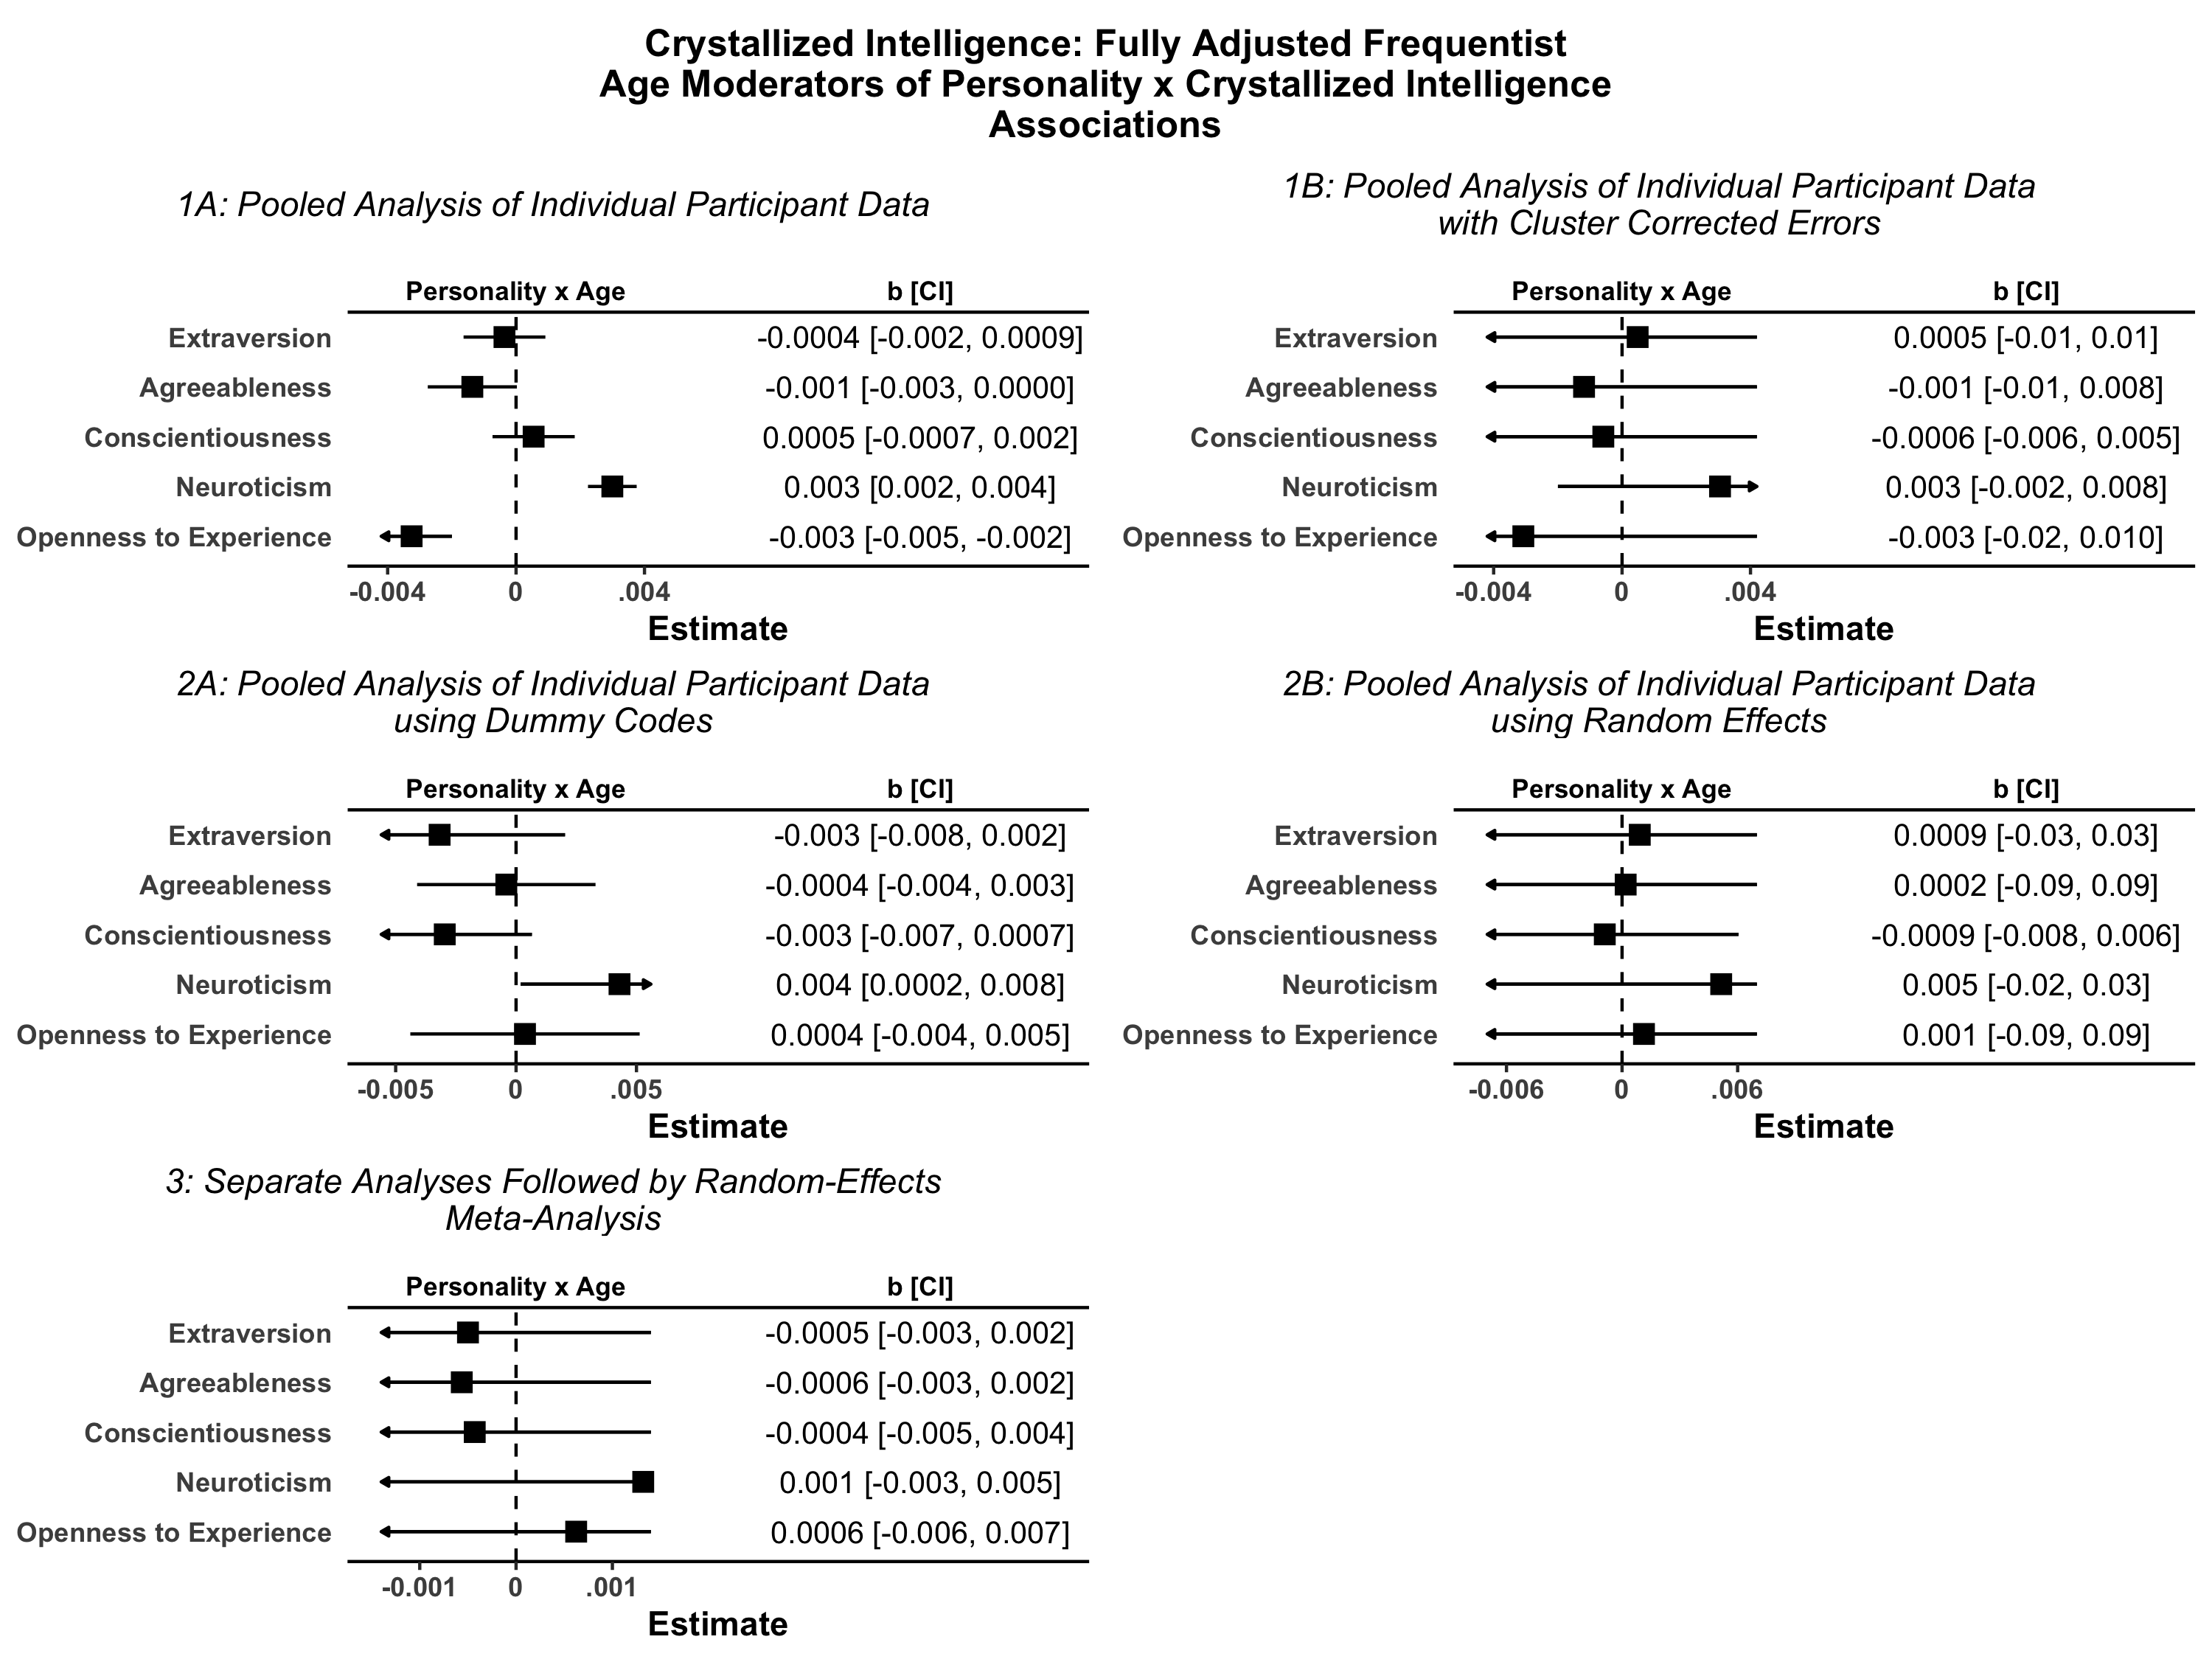 Crystallized Intelligence: Fully Adjusted Frequentist
Age Moderators of Personality x Crystallized Intelligence
Associations
1A: Pooled Analysis of Individual Participant Data
Personality x Age b [CI]
Extraversion -0.0004 [-0.002, 0.0009]
Agreeableness -0.001 [-0.003, 0.0000]
Conscientiousness 0.0005 [-0.0007, 0.002]
Neuroticism 0.003 [0.002, 0.004]
Openness to Experience -0.003 [-0.005, -0.002]
-0.004 0 .004
Estimate
1B: Pooled Analysis of Individual Participant Data
with Cluster Corrected Errors
Personality x Age b [CI]
Extraversion 0.0005 [-0.01, 0.01]
Agreeableness -0.001 [-0.01, 0.008]
Conscientiousness -0.0006 [-0.006, 0.005]
Neuroticism 0.003 [-0.002, 0.008]
Openness to Experience -0.003 [-0.02, 0.010]
-0.004 0 .004
Estimate
2A: Pooled Analysis of Individual Participant Data
using Dummy Codes
Personality x Age b [CI]
Extraversion -0.003 [-0.008, 0.002]
Agreeableness -0.0004 [-0.004, 0.003]
Conscientiousness -0.003 [-0.007, 0.0007]
Neuroticism 0.004 [0.0002, 0.008]
Openness to Experience 0.0004 [-0.004, 0.005]
-0.005 0 .005
Estimate
2B: Pooled Analysis of Individual Participant Data
using Random Effects
Personality x Age b [CI]
Extraversion 0.0009 [-0.03, 0.03]
Agreeableness 0.0002 [-0.09, 0.09]
Conscientiousness -0.0009 [-0.008, 0.006]
Neuroticism 0.005 [-0.02, 0.03]
Openness to Experience 0.001 [-0.09, 0.09]
-0.006 0 .006
Estimate
3: Separate Analyses Followed by Random-Effects
Meta-Analysis
Personality x Age b [CI]
Extraversion -0.0005 [-0.003, 0.002]
Agreeableness -0.0006 [-0.003, 0.002]
Conscientiousness -0.0004 [-0.005, 0.004]
Neuroticism 0.001 [-0.003, 0.005]
Openness to Experience 0.0006 [-0.006, 0.007]
-0.001 0 .001
Estimate